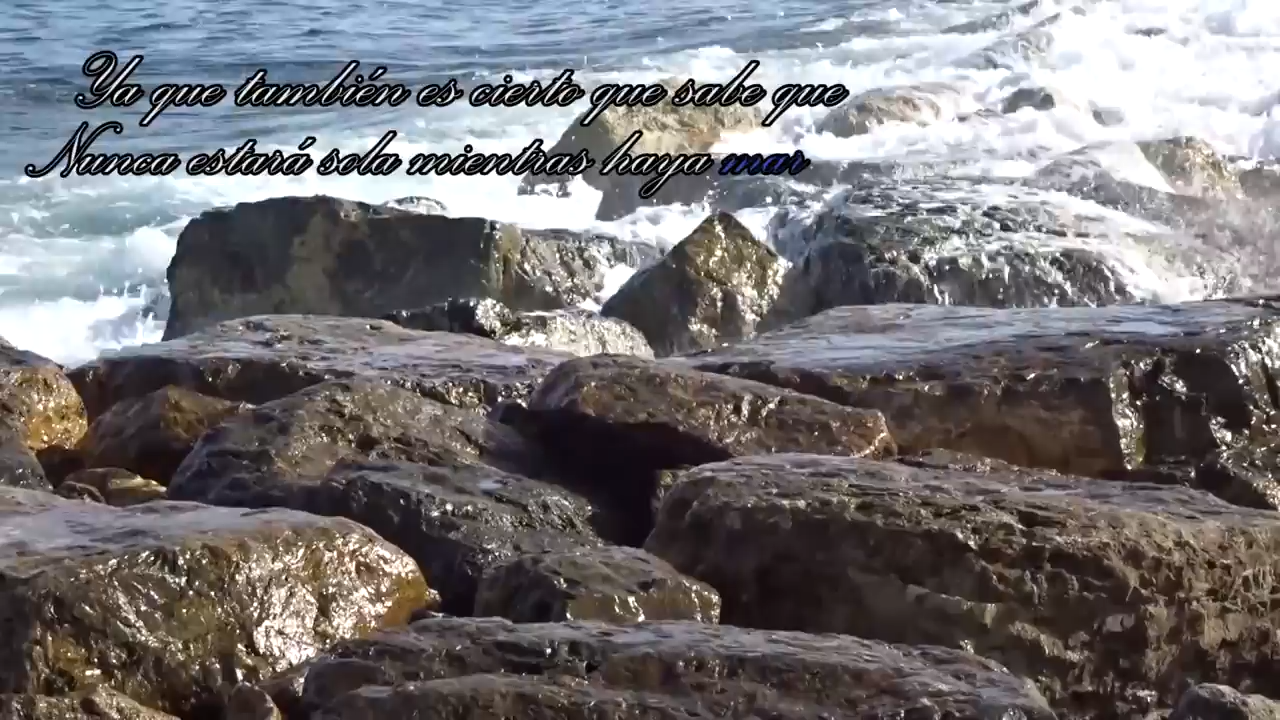 Ya que también es cierto que sabe que
Nunca estará sola mientras haya mar